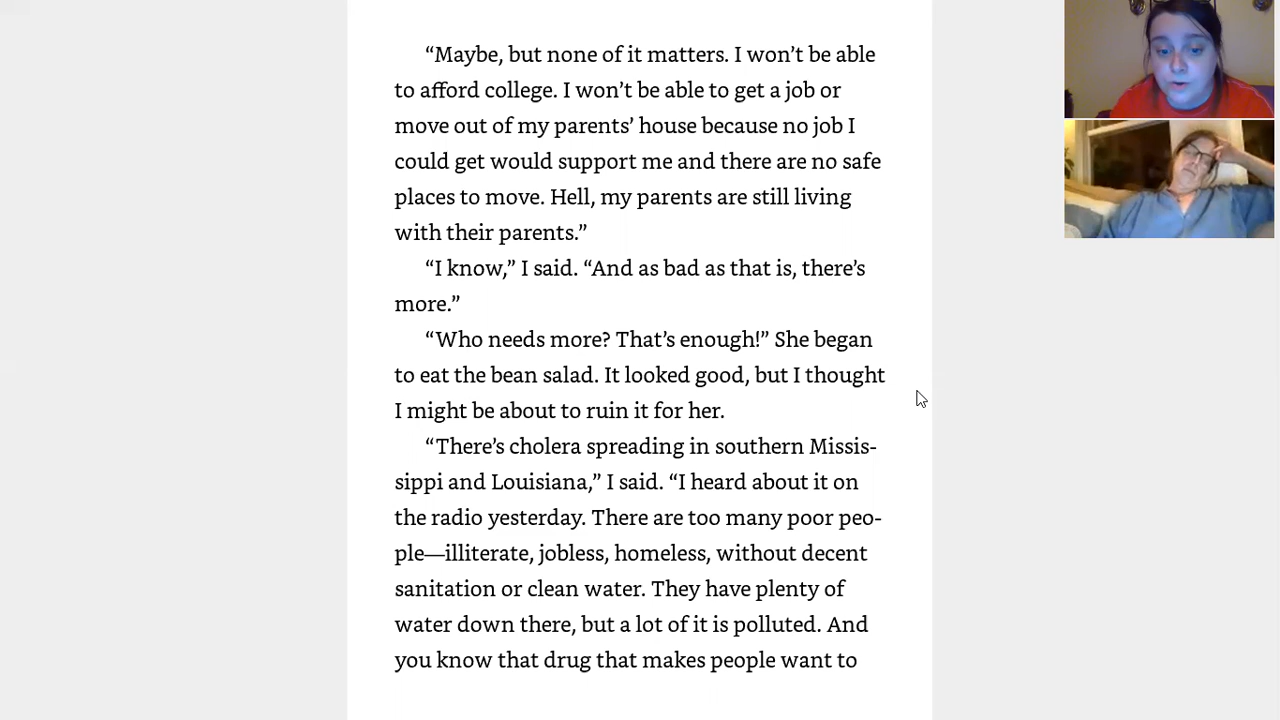 “Maybe, but none of it matters. I won’t be able
to afford college. I won’t be able to get a job or
move out of my parents’ house because no job I
could get would support me and there are no safe
places to move. Hell, my parents are still living
with their parents.”
“I know,” I said. “And as bad as that is, there’s
more.”
“Who needs more? That’s enough!” She began
to eat the bean salad. It looked good, but I thought
I might be about to ruin it for her.
“There’s cholera spreading in southern Missis-
sippi and Louisiana,” I said. “I heard about it on
the radio yesterday. There are too many poor peo-
ple—illiterate, jobless, homeless, without decent
sanitation or clean water. They have plenty of
water down there, but a lot of it is polluted. And
you know that drug that makes people want to